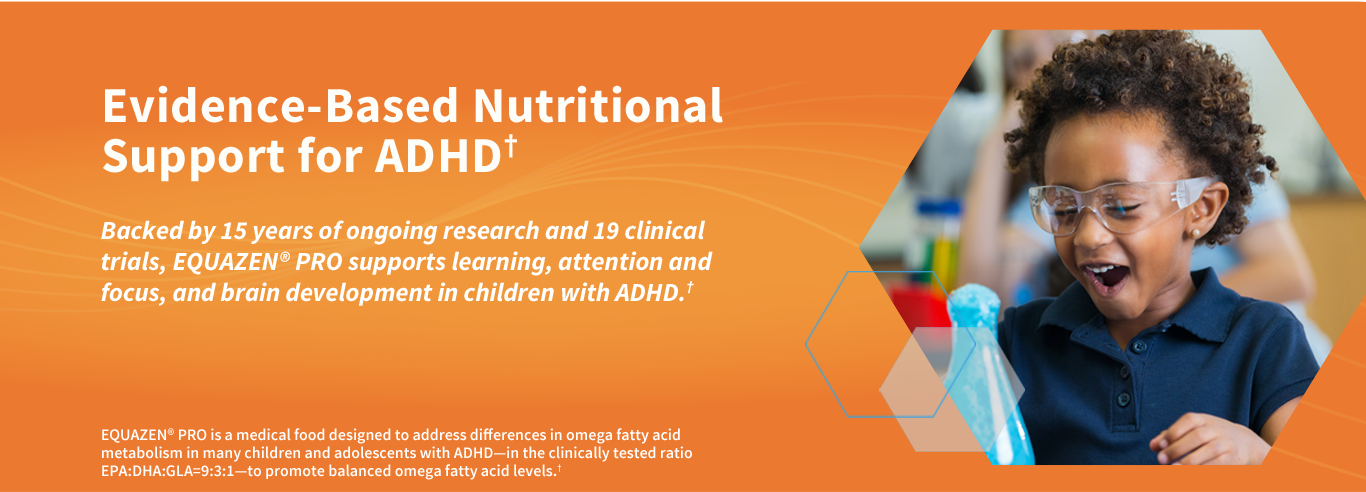 Evidence-Based Nutritional
Support for ADHD†
Backed by 15 years of ongoing research and 19 clinical
trials, EQUAZEN® PRO supports learning, attention and
focus, and brain development in children with ADHD.†
EQUAZEN® PRO is a medical food designed to address differences in omega fatty acid
metabolism in many children and adolescents with ADHD—in the clinically tested ratio
EPA:DHA:GLA=9:3:1—to promote balanced omega fatty acid levels.†